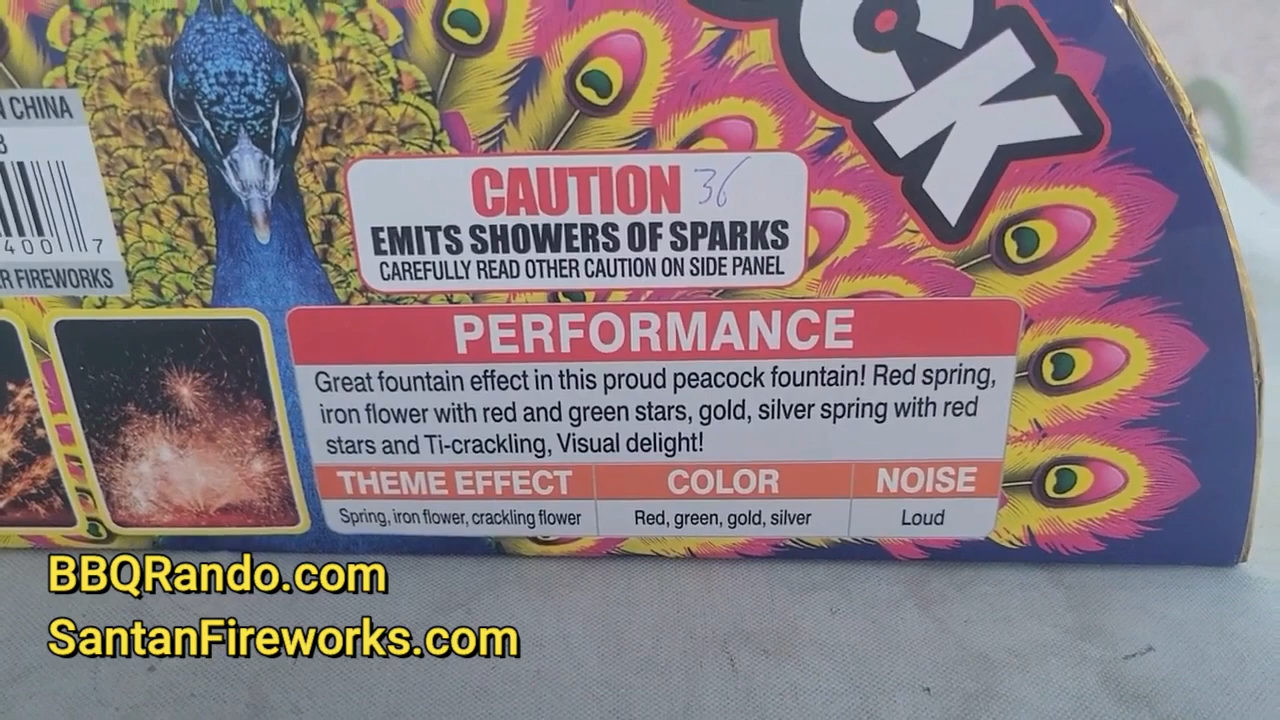 CK
N CHINA
3
400 7
R FIREWORKS
CAUTION 36
EMITS SHOWERS OF SPARKS
CAREFULLY READ OTHER CAUTION ON SIDE PANEL
PERFORMANCE
Great fountain effect in this proud peacock fountain! Red spring,
iron flower with red and green stars, gold, silver spring with red
stars and Ti-crackling, Visual delight!
THEME EFFECT COLOR NOISE
Spring, iron flower, crackling flower Red, green, gold, silver Loud
BBQRando.com
SantanFireworks.com